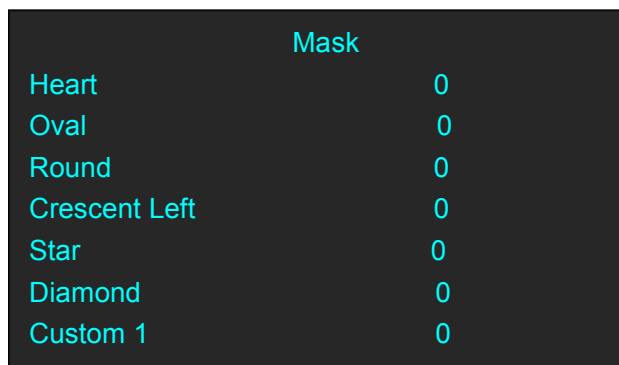 Mask
Heart 0
Oval 0
Round 0
Crescent Left 0
Star 0
Diamond 0
Custom 1 0